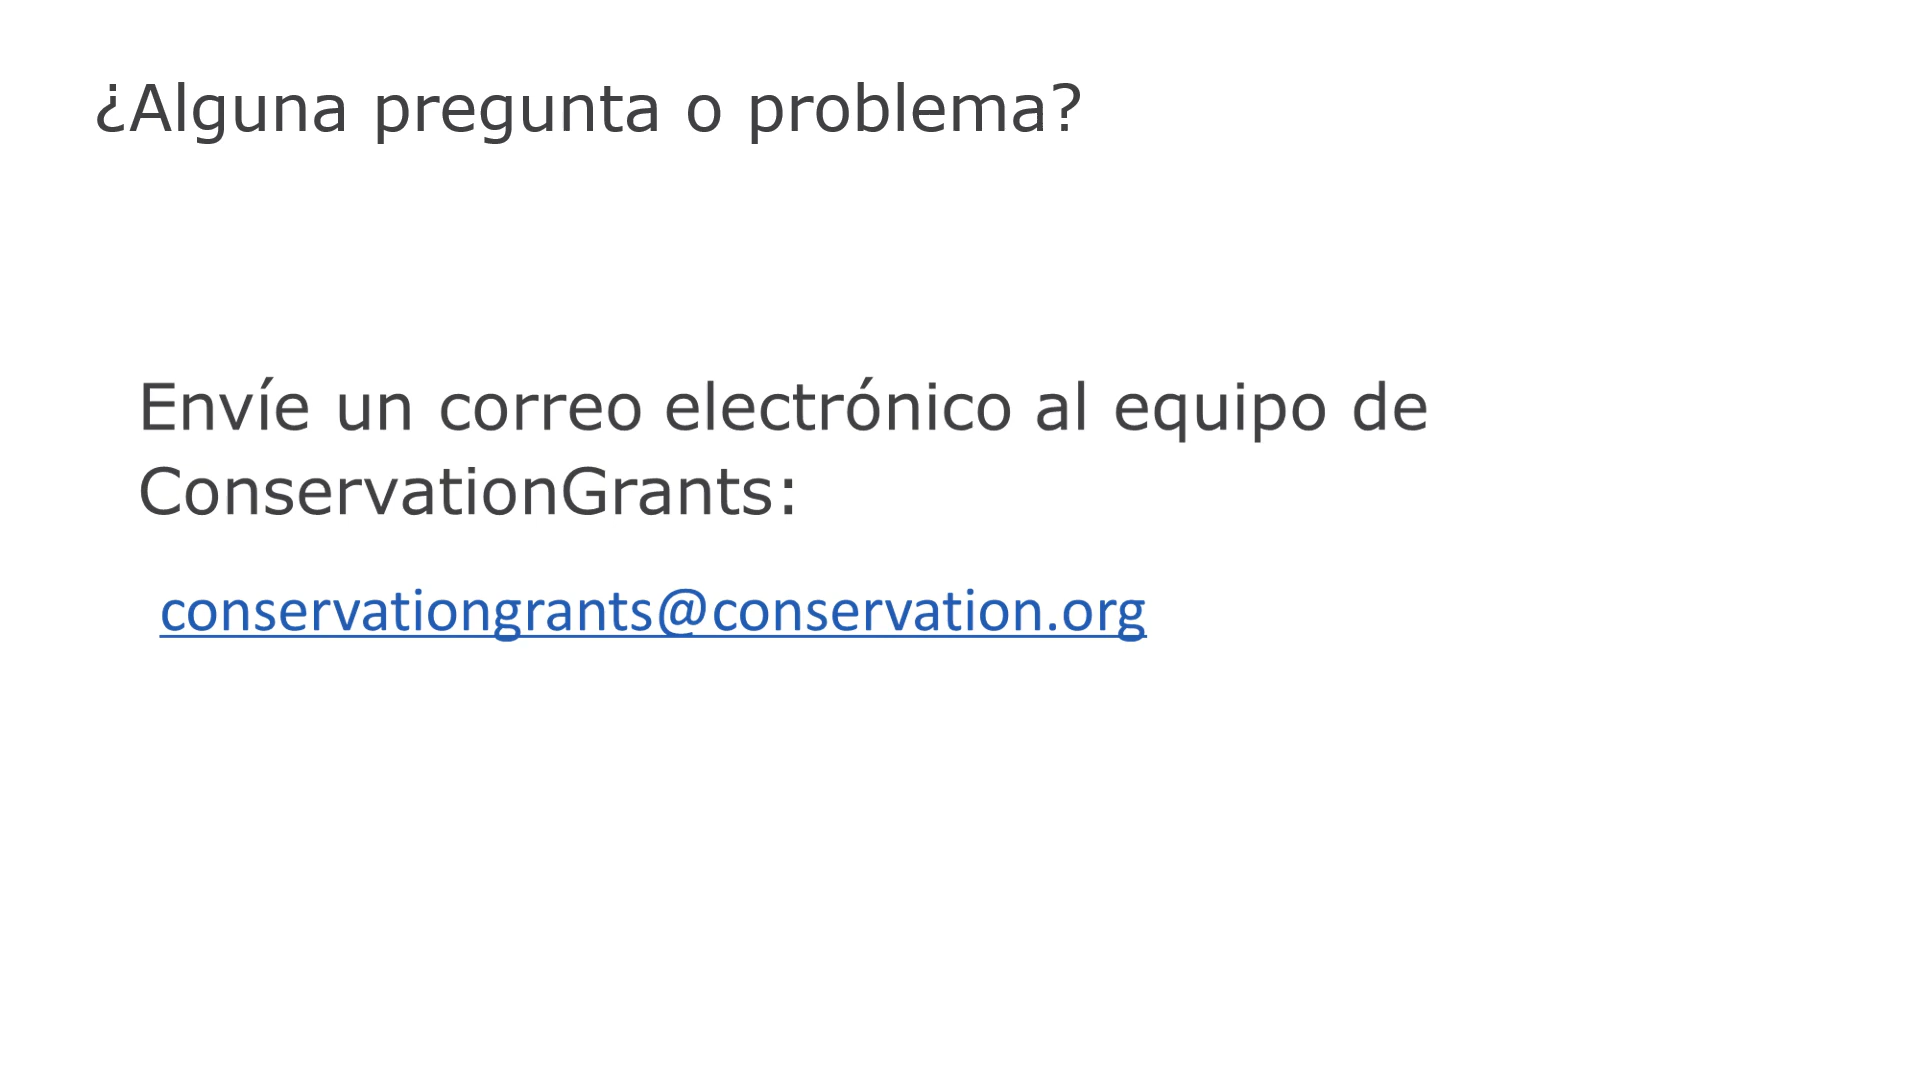 ¿Alguna pregunta o problema?
Envíe un correo electrónico al equipo de
ConservationGrants:
conservationgrants@conservation.org